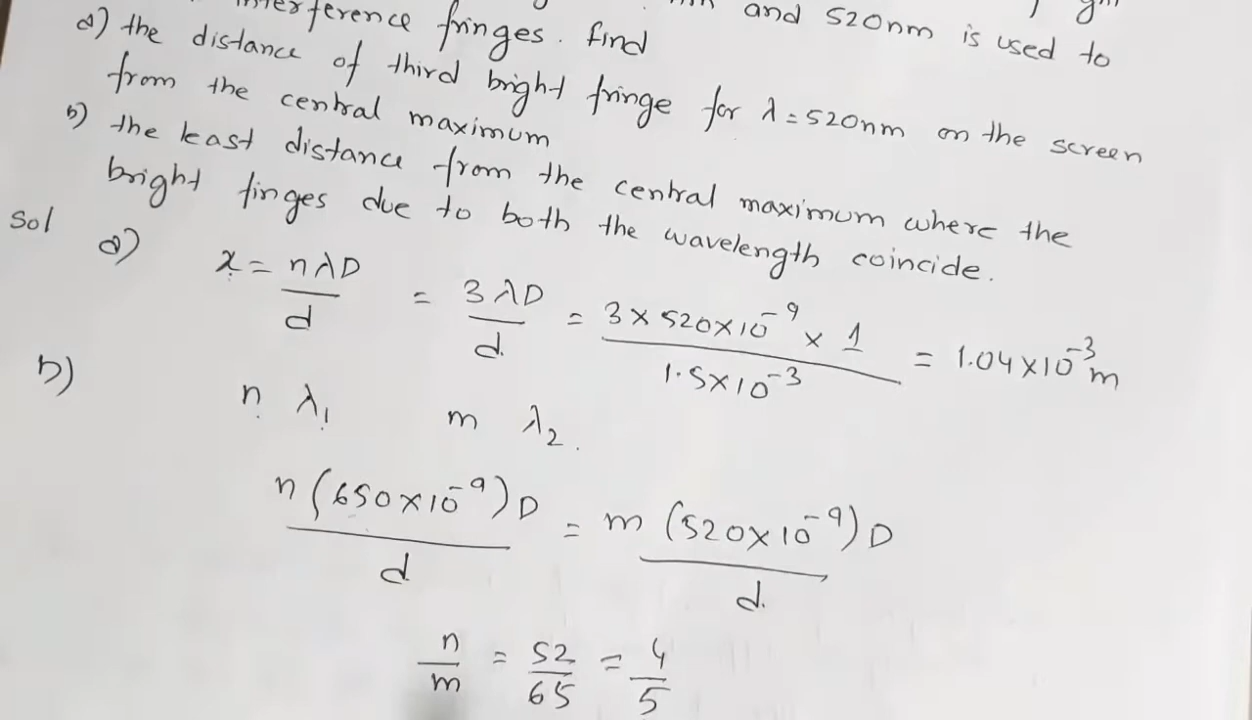 and 520nm is used to
interference fringes. find
a) the distance of third bright fringe for λ=520nm on the screen
from the central maximum
b) the least distance from the central maximum where the
bright finges due to both the wavelength coincide.
Sol
a) x = nλD/d = 3λD/d = 3×520×10⁻⁹×1/1.5×10⁻³ = 1.04×10⁻³m
b) n λ₁ m λ₂.
n(650×10⁻⁹)D/d = m(520×10⁻⁹)D/d.
n/m = 52/65 = 4/5